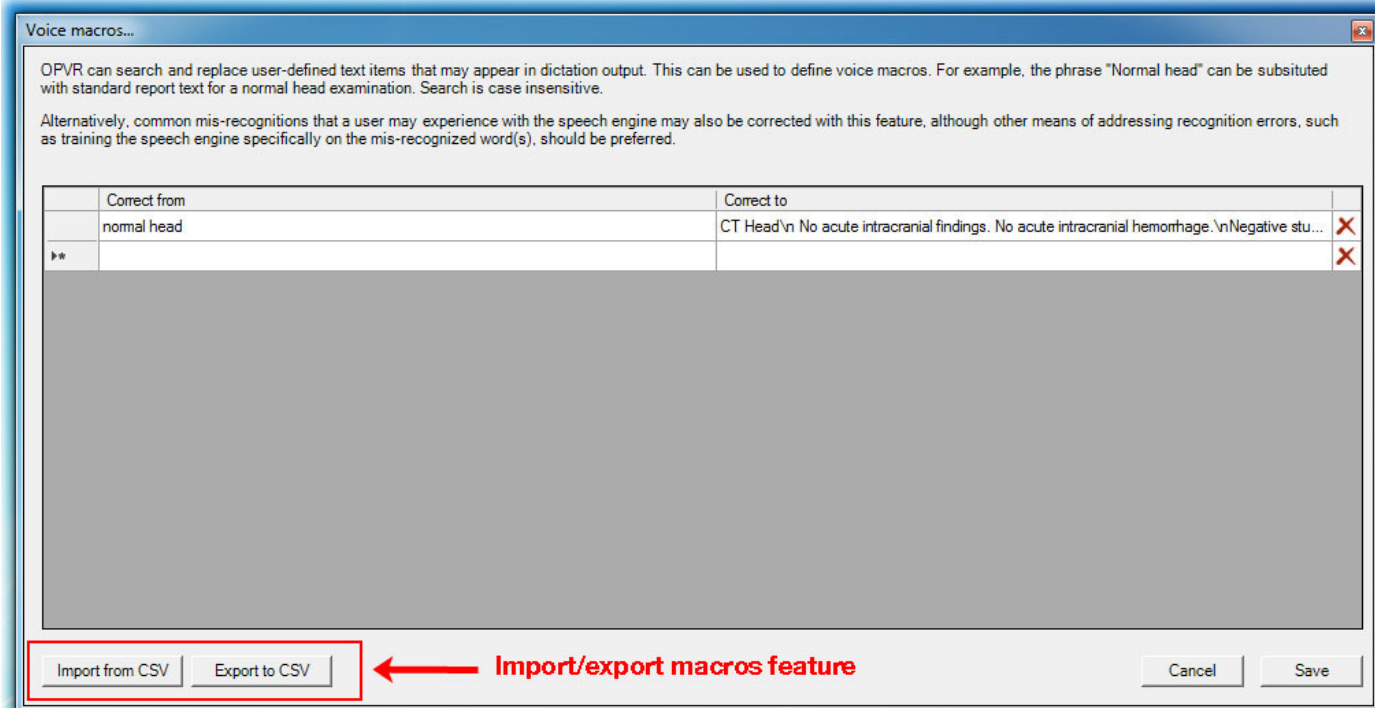 Voice macros...
OPVR can search and replace user-defined text items that may appear in dictation output. This can be used to define voice macros. For example, the phrase "Normal head" can be subsituted
with standard report text for a normal head examination. Search is case insensitive.
Alternatively, common mis-recognitions that a user may experience with the speech engine may also be corrected with this feature, although other means of addressing recognition errors, such
as training the speech engine specifically on the mis-recognized word(s), should be preferred.
Correct from Correct to
normal head CT Head\n No acute intracranial findings. No acute intracranial hemorrhage.\nNegative stu...
Import from CSV Export to CSV Import/export macros feature Cancel Save